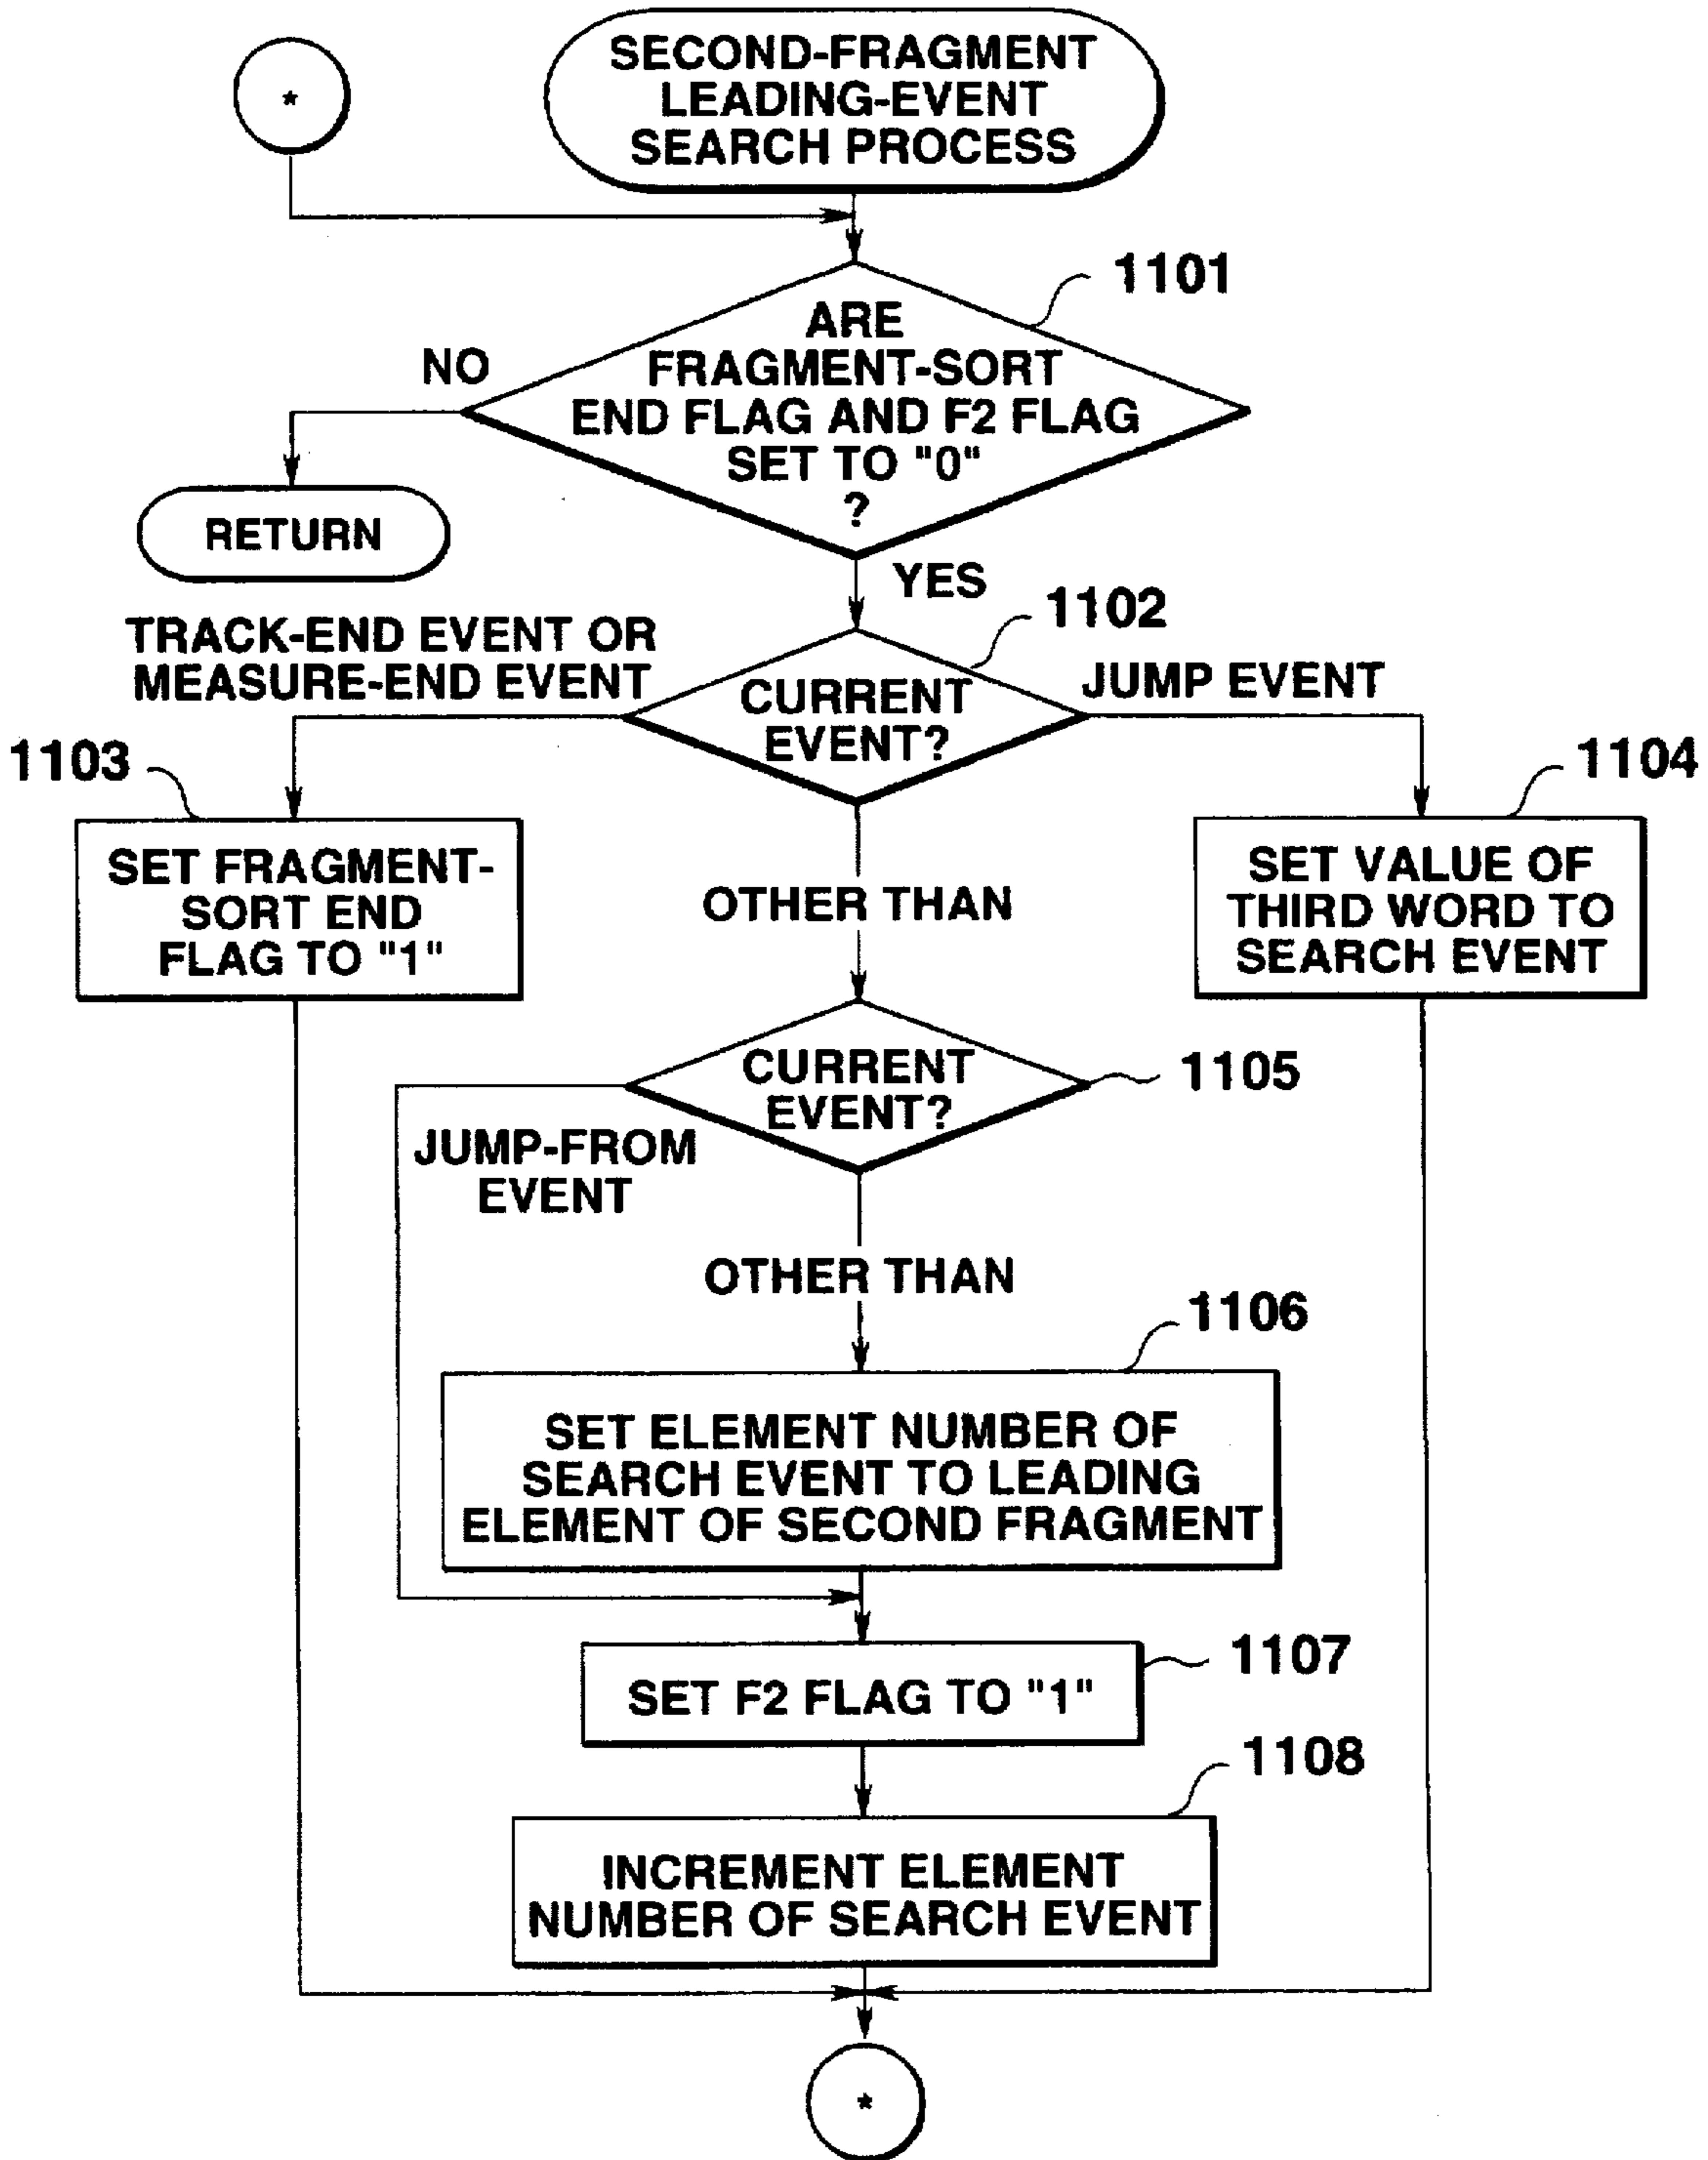 *
SECOND-FRAGMENT
LEADING-EVENT
SEARCH PROCESS
1101
ARE
FRAGMENT-SORT
END FLAG AND F2 FLAG
SET TO "0"
?
NO
RETURN
YES
1102
TRACK-END EVENT OR
MEASURE-END EVENT
CURRENT
EVENT?
JUMP EVENT
1103
SET FRAGMENT-
SORT END
FLAG TO "1"
OTHER THAN
1104
SET VALUE OF
THIRD WORD TO
SEARCH EVENT
CURRENT
EVENT?
1105
JUMP-FROM
EVENT
OTHER THAN
1106
SET ELEMENT NUMBER OF
SEARCH EVENT TO LEADING
ELEMENT OF SECOND FRAGMENT
1107
SET F2 FLAG TO "1"
1108
INCREMENT ELEMENT
NUMBER OF SEARCH EVENT
*